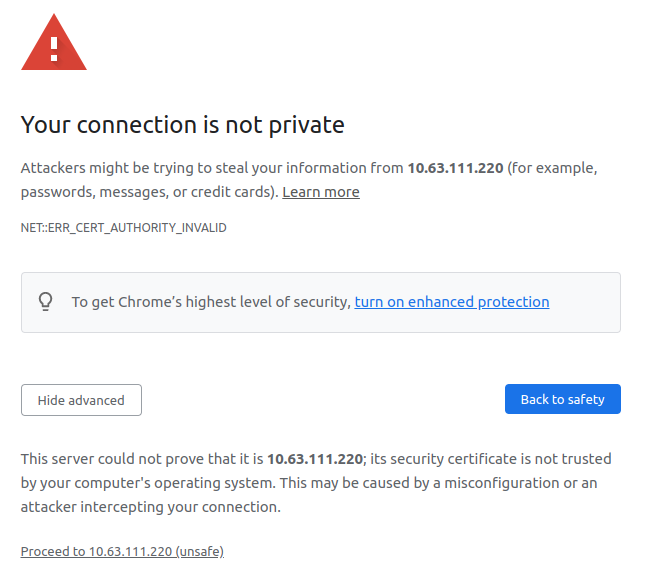 Your connection is not private
Attackers might be trying to steal your information from 10.63.111.220 (for example,
passwords, messages, or credit cards). Learn more
NET::ERR_CERT_AUTHORITY_INVALID
To get Chrome’s highest level of security, turn on enhanced protection
Hide advanced
Back to safety
This server could not prove that it is 10.63.111.220; its security certificate is not trusted
by your computer's operating system. This may be caused by a misconfiguration or an
attacker intercepting your connection.
Proceed to 10.63.111.220 (unsafe)